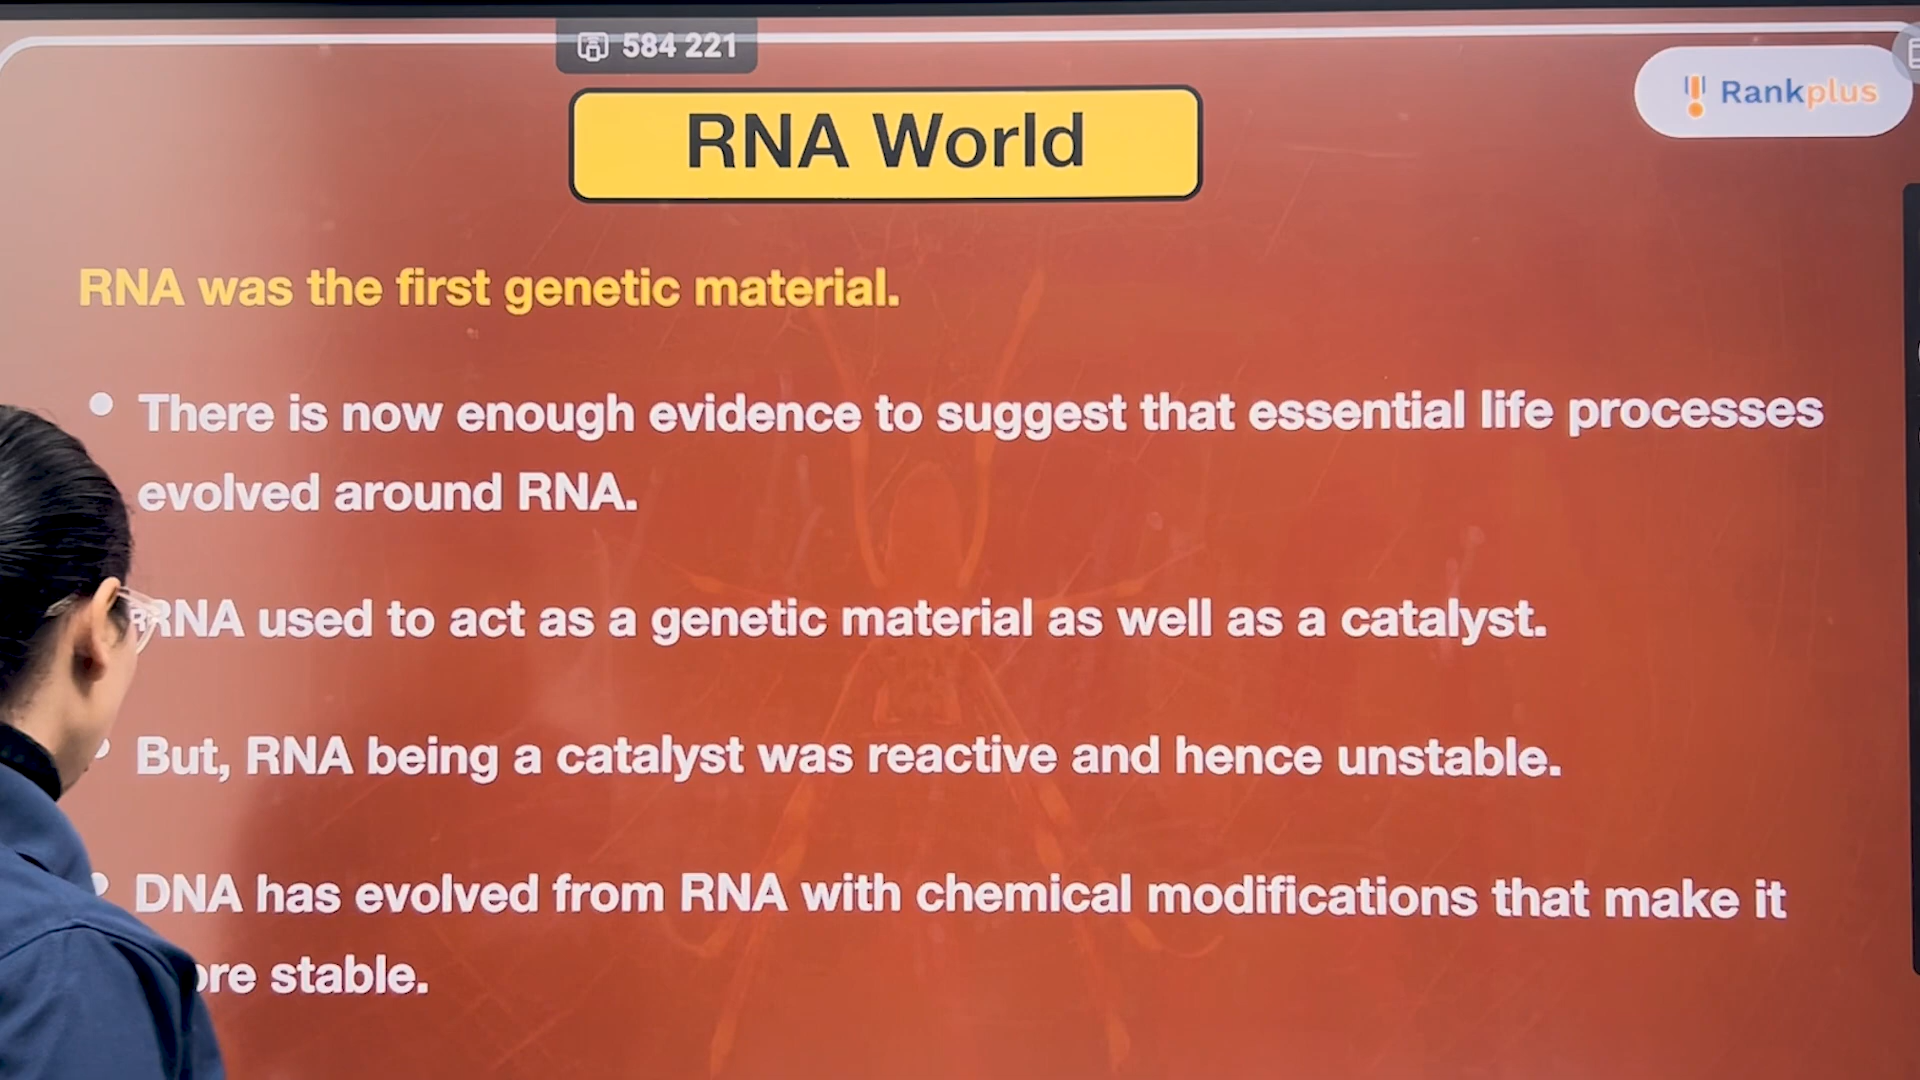 584 221
Rankplus
RNA World
RNA was the first genetic material.
There is now enough evidence to suggest that essential life processes
evolved around RNA.
RNA used to act as a genetic material as well as a catalyst.
But, RNA being a catalyst was reactive and hence unstable.
DNA has evolved from RNA with chemical modifications that make it
stable.